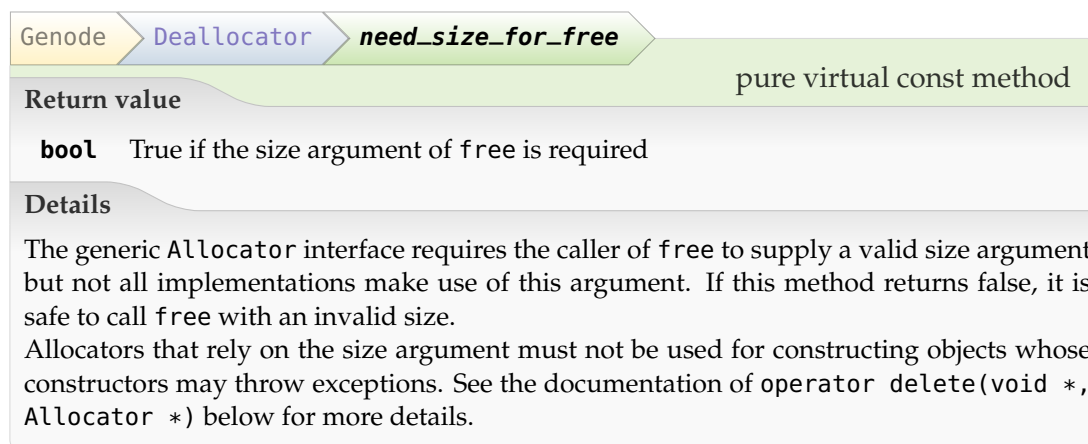 Genode Deallocator need_size_for_free
pure virtual const method
Return value
bool True if the size argument of free is required
Details
The generic Allocator interface requires the caller of free to supply a valid size argument
but not all implementations make use of this argument. If this method returns false, it is
safe to call free with an invalid size.
Allocators that rely on the size argument must not be used for constructing objects whose
constructors may throw exceptions. See the documentation of operator delete(void *,
Allocator *) below for more details.